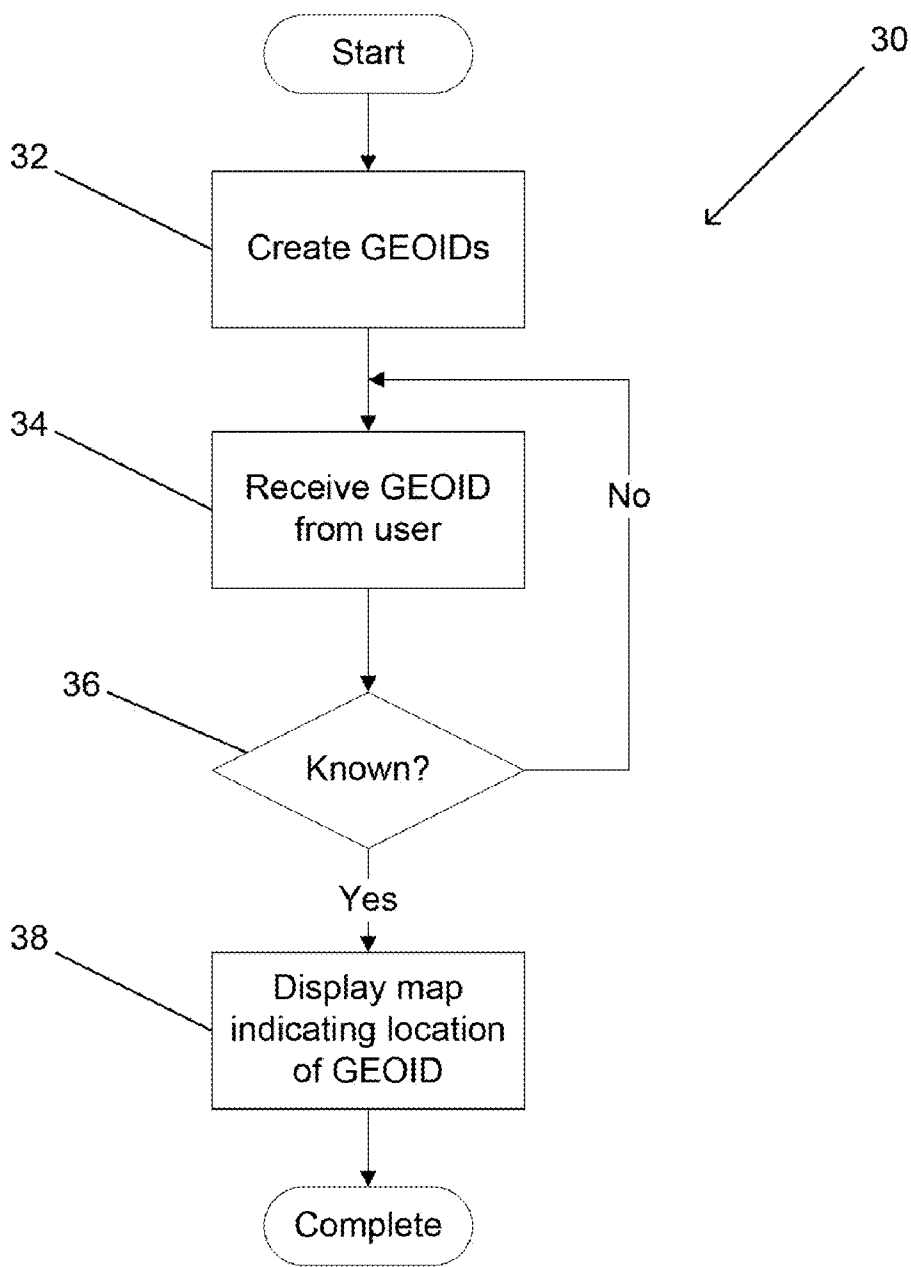 Start
30
32
Create GEOIDs
34
Receive GEOID
from user
No
36
Known?
Yes
38
Display map
indicating location
of GEOID
Complete